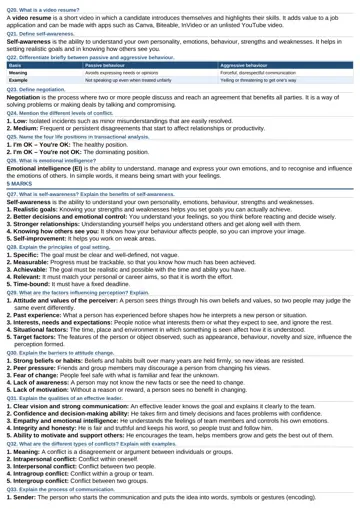 Q20. What is a video resume?
A video resume is a short video in which a candidate introduces themselves and highlights their skills. It adds value to a job
application and can be made with apps such as Canva, Biteable, InVideo or an unlisted YouTube video.
Q21. Define self-awareness.
Self-awareness is the ability to understand your own personality, emotions, behaviour, strengths and weaknesses. It helps in
setting realistic goals and in knowing how others see you.
Q22. Differentiate briefly between passive and aggressive behaviour.
Basis Passive behaviour Aggressive behaviour
Meaning Avoids expressing needs or opinions Forceful, disrespectful communication
Example Not speaking up even when treated unfairly Yelling or threatening to get one's way
Q23. Define negotiation.
Negotiation is the process where two or more people discuss and reach an agreement that benefits all parties. It is a way of
solving problems or making deals by talking and compromising.
Q24. Mention the different levels of conflict.
1. Low: Isolated incidents such as minor misunderstandings that are easily resolved.
2. Medium: Frequent or persistent disagreements that start to affect relationships or productivity.
Q25. Name the four life positions in transactional analysis.
1. I'm OK – You're OK: The healthy position.
2. I'm OK – You're not OK: The dominating position.
Q26. What is emotional intelligence?
Emotional intelligence (EI) is the ability to understand, manage and express your own emotions, and to recognise and influence
the emotions of others. In simple words, it means being smart with your feelings.
5 MARKS
Q27. What is self-awareness? Explain the benefits of self-awareness.
Self-awareness is the ability to understand your own personality, emotions, behaviour, strengths and weaknesses.
1. Realistic goals: Knowing your strengths and weaknesses helps you set goals you can actually achieve.
2. Better decisions and emotional control: You understand your feelings, so you think before you react and decide wisely.
3. Stronger relationships: Understanding yourself helps you understand others and get along well with them.
4. Knowing how others see you: It shows how your behaviour affects people, so you can improve your image.
5. Self-improvement: It helps you work on weak areas.
Q28. Explain the principles of goal setting.
1. Specific: The goal must be clear and well-defined, not vague.
2. Measurable: Progress must be trackable, so that you know how much has been achieved.
3. Achievable: The goal must be realistic and possible with the time and ability you have.
4. Relevant: It must match your personal or career aims, so that it is worth the effort.
5. Time-bound: It must have a fixed deadline.
Q29. What are the factors influencing perception? Explain.
1. Attitude and values of the perceiver: A person sees things through his own beliefs and values, so two people may judge the
same event differently.
2. Past experience: What a person has experienced before shapes how he interprets a new person or situation.
3. Interests, needs and expectations: People notice what interests them or what they expect to see, and ignore the rest.
4. Situational factors: The time, place and environment in which something is seen affect how it is understood.
5. Target factors: The features of the person or object observed, such as appearance, behaviour, novelty and size, influence the
perception formed.
Q30. Explain the barriers to attitude change.
1. Strong beliefs or habits: Beliefs and habits built over many years are held firmly, so new ideas are resisted.
2. Peer pressure: Friends and group members may discourage a person from changing his views.
3. Fear of change: People feel safe with what is familiar and fear the unknown.
4. Lack of awareness: A person may not know the new facts or see the need to change.
5. Lack of motivation: Without a reason or reward, a person sees no benefit in changing.
Q31. Explain the qualities of an effective leader.
1. Clear vision and strong communication: An effective leader knows the goal and explains it clearly to the team.
2. Confidence and decision-making ability: He takes firm and timely decisions and faces problems with confidence.
3. Empathy and emotional intelligence: He understands the feelings of team members and controls his own emotions.
4. Integrity and honesty: He is fair and truthful and keeps his word, so people trust and follow him.
5. Ability to motivate and support others: He encourages the team, helps members grow and gets the best out of them.
Q32. What are the different types of conflicts? Explain with examples.
1. Meaning: A conflict is a disagreement or argument between individuals or groups.
2. Intrapersonal conflict: Conflict within oneself.
3. Interpersonal conflict: Conflict between two people.
4. Intragroup conflict: Conflict within a group or team.
5. Intergroup conflict: Conflict between two groups.
Q33. Explain the process of communication.
1. Sender: The person who starts the communication and puts the idea into words, symbols or gestures (encoding).